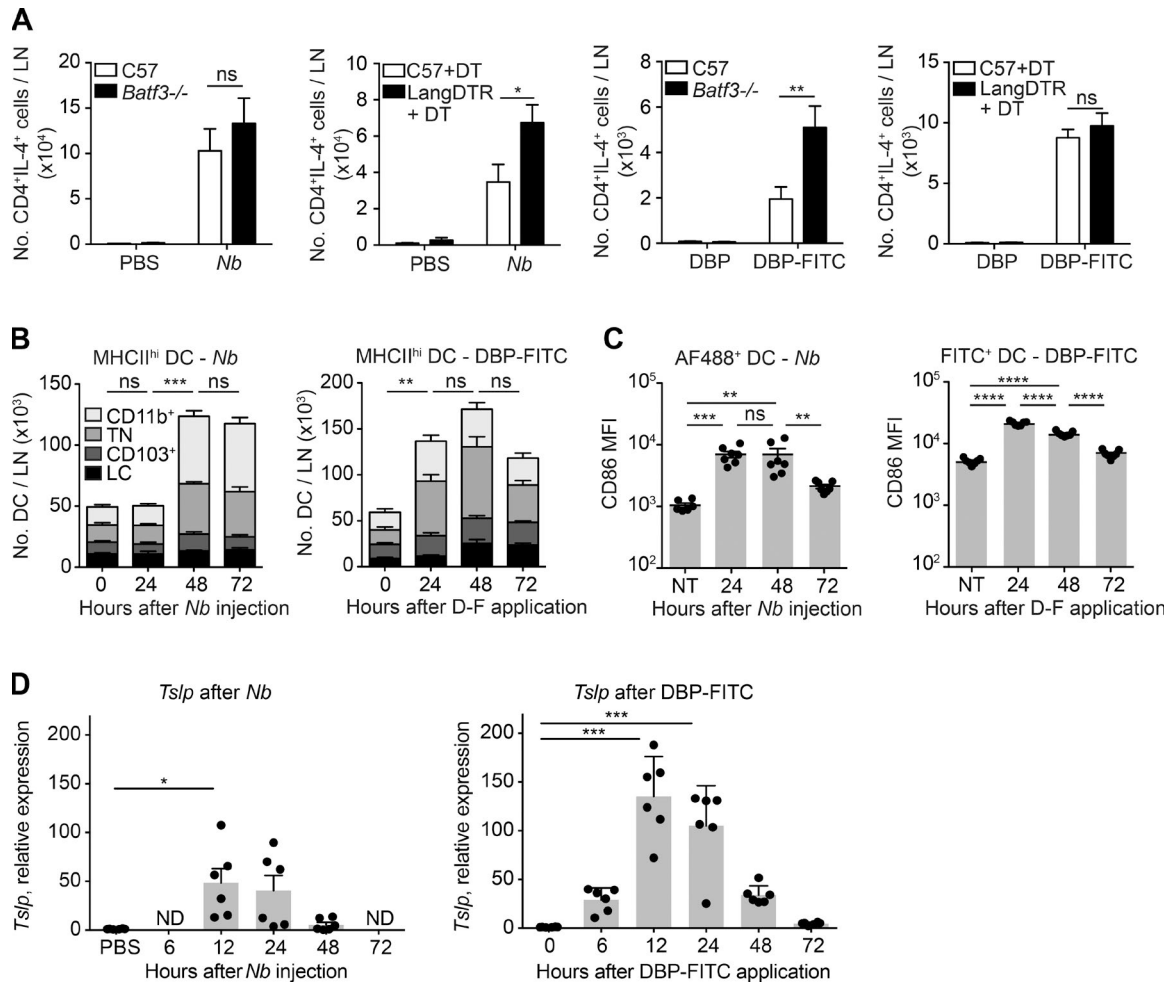 A
No. CD4⁺IL-4⁺ cells / LN
(x10⁴)
20
15
10
5
0
C57
Batf3-/-
ns
PBS
Nb
No. CD4⁺IL-4⁺ cells / LN
(x10⁴)
10
8
6
4
2
0
C57+DT
LangDTR
+ DT
*
PBS
Nb
No. CD4⁺IL-4⁺ cells / LN
(x10³)
8
6
4
2
0
C57
Batf3-/-
**
DBP
DBP-FITC
No. CD4⁺IL-4⁺ cells / LN
(x10³)
15
10
5
0
C57+DT
LangDTR
+ DT
ns
DBP
DBP-FITC
B
MHCIIʰⁱ DC - Nb
ns
***
ns
No. DC / LN (x10³)
150
100
50
0
CD11b⁺
TN
CD103⁺
LC
0 24 48 72
Hours after Nb injection
MHCIIʰⁱ DC - DBP-FITC
**
ns
ns
No. DC / LN (x10³)
200
150
100
50
0
0 24 48 72
Hours after D-F application
C
AF488⁺ DC - Nb
**
***
ns
**
CD86 MFI
10⁵
10⁴
10³
10²
NT 24 48 72
Hours after Nb injection
FITC⁺ DC - DBP-FITC
****
**** **** ****
CD86 MFI
10⁵
10⁴
10³
10²
NT 24 48 72
Hours after D-F application
D
Tslp after Nb
Tslp, relative expression
200
150
100
50
0
*
ND
ND
PBS 6 12 24 48 72
Hours after Nb injection
Tslp after DBP-FITC
Tslp, relative expression
200
150
100
50
0
***
***
0 6 12 24 48 72
Hours after DBP-FITC application